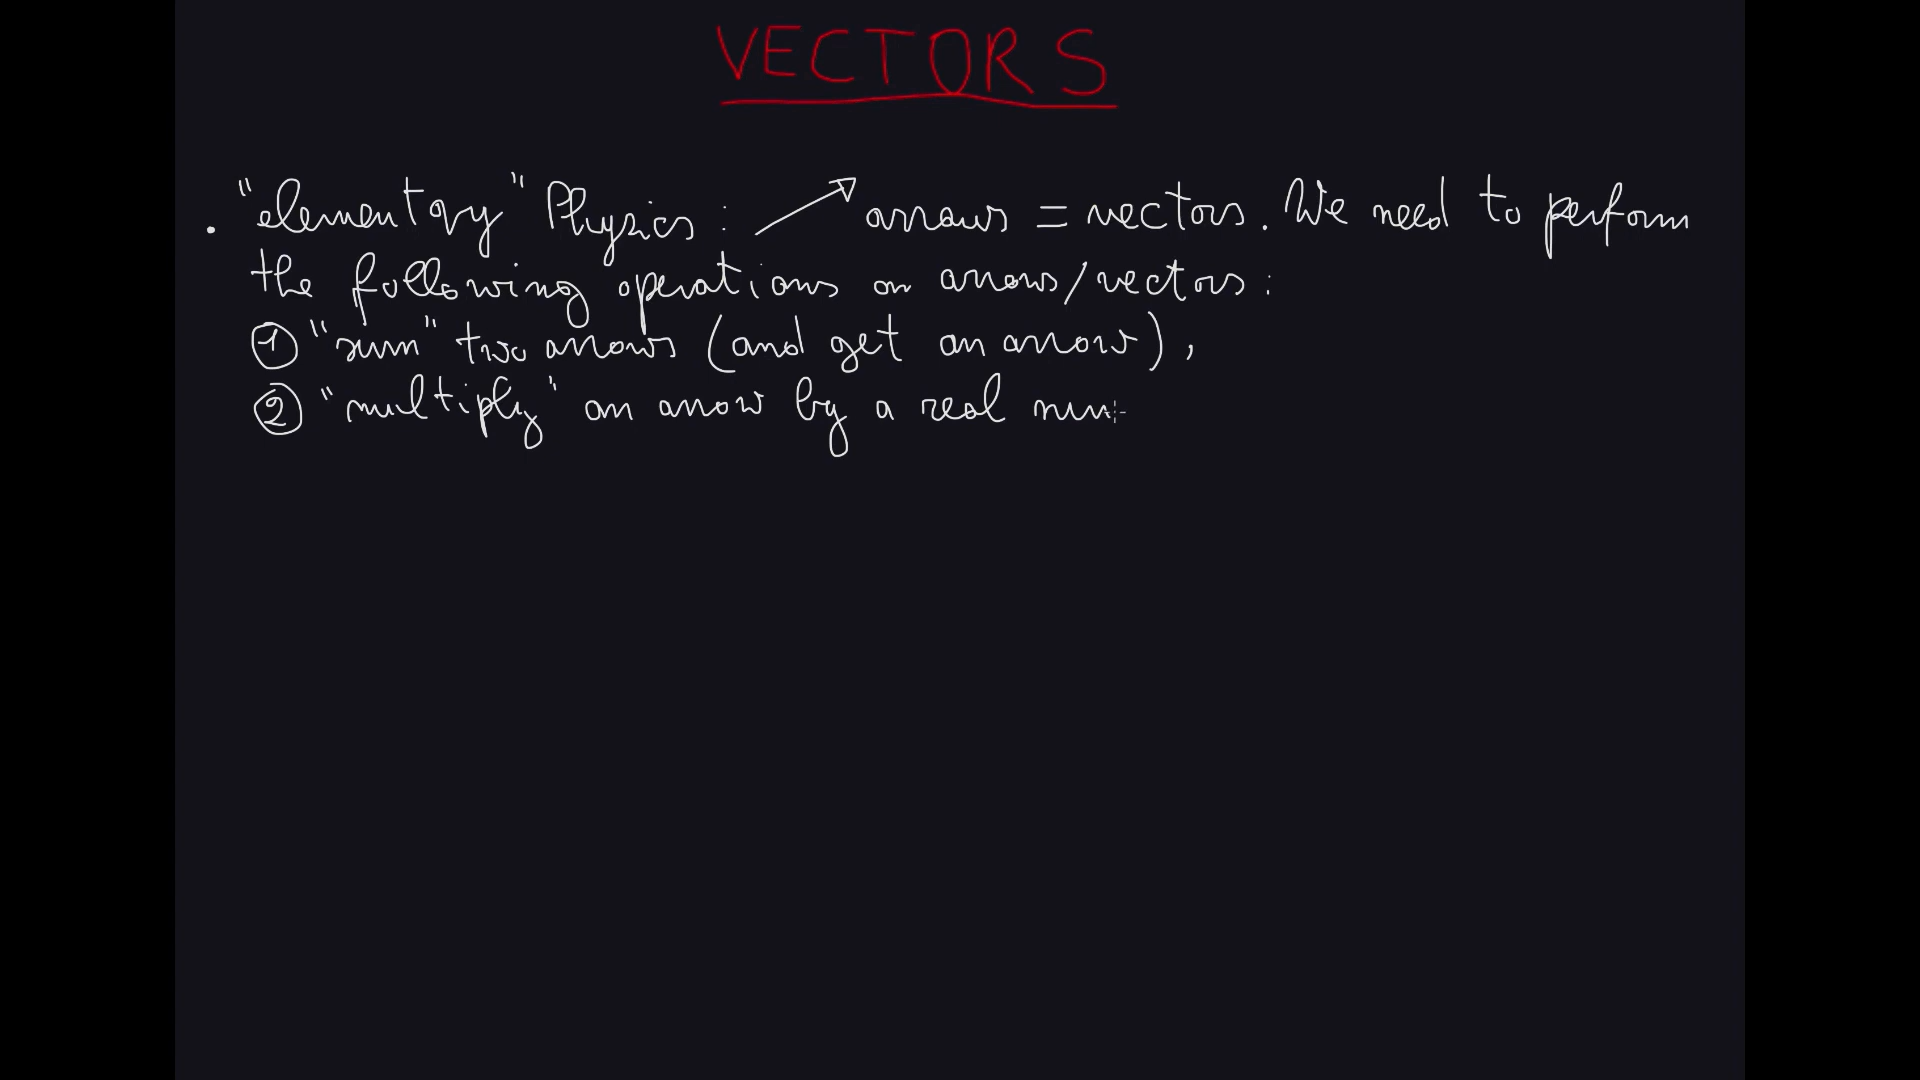 VECTORS
. "elementary" Physics : arrows = vectors. We need to perform
the following operations on arrows/vectors :
① "sum" two arrows (and get an arrow),
② "multiply" an arrow by a real num